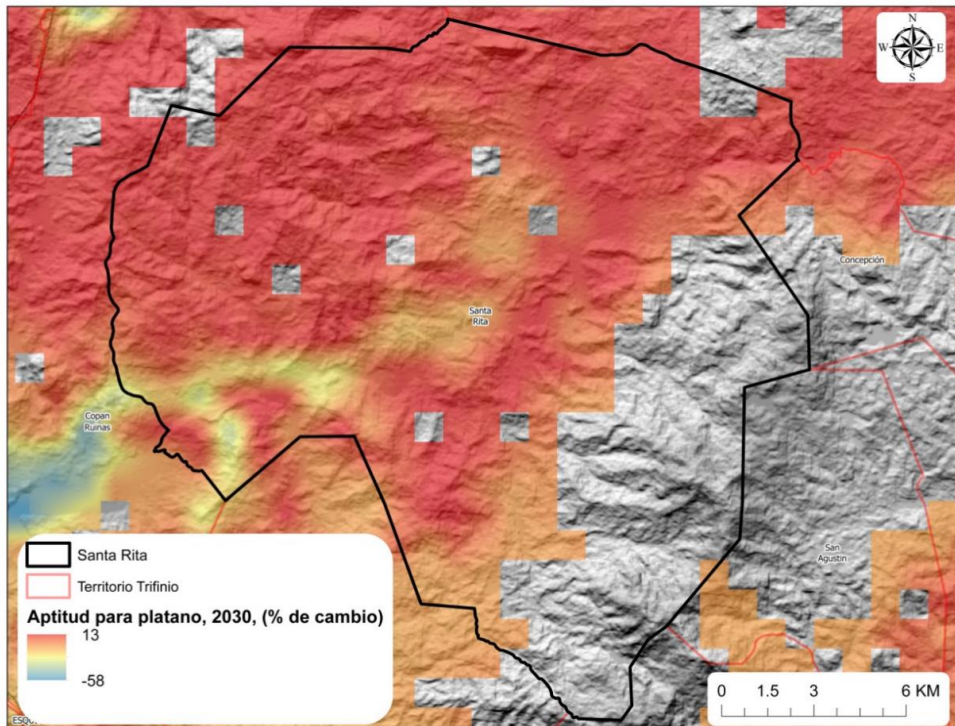 N
W E
S
Concepción
Santa
Rita
Copan
Ruinas
San
Agustin
Santa Rita
Territorio Trifinio
Aptitud para platano, 2030, (% de cambio)
13
-58
0 1.5 3 6 KM